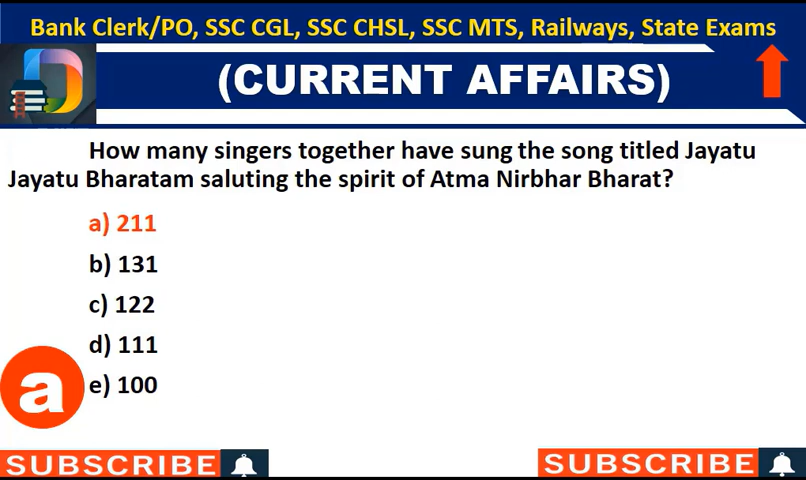 Bank Clerk/PO, SSC CGL, SSC CHSL, SSC MTS, Railways, State Exams
(CURRENT AFFAIRS)
How many singers together have sung the song titled Jayatu
Jayatu Bharatam saluting the spirit of Atma Nirbhar Bharat?
a) 211
b) 131
c) 122
d) 111
e) 100
a
SUBSCRIBE
SUBSCRIBE